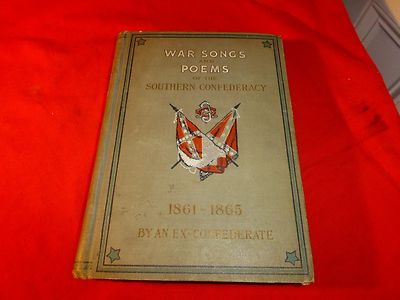 WAR SONGS
AND
POEMS
OF THE
SOUTHERN CONFEDERACY
1861-1865
BY AN EX-CONFEDERATE